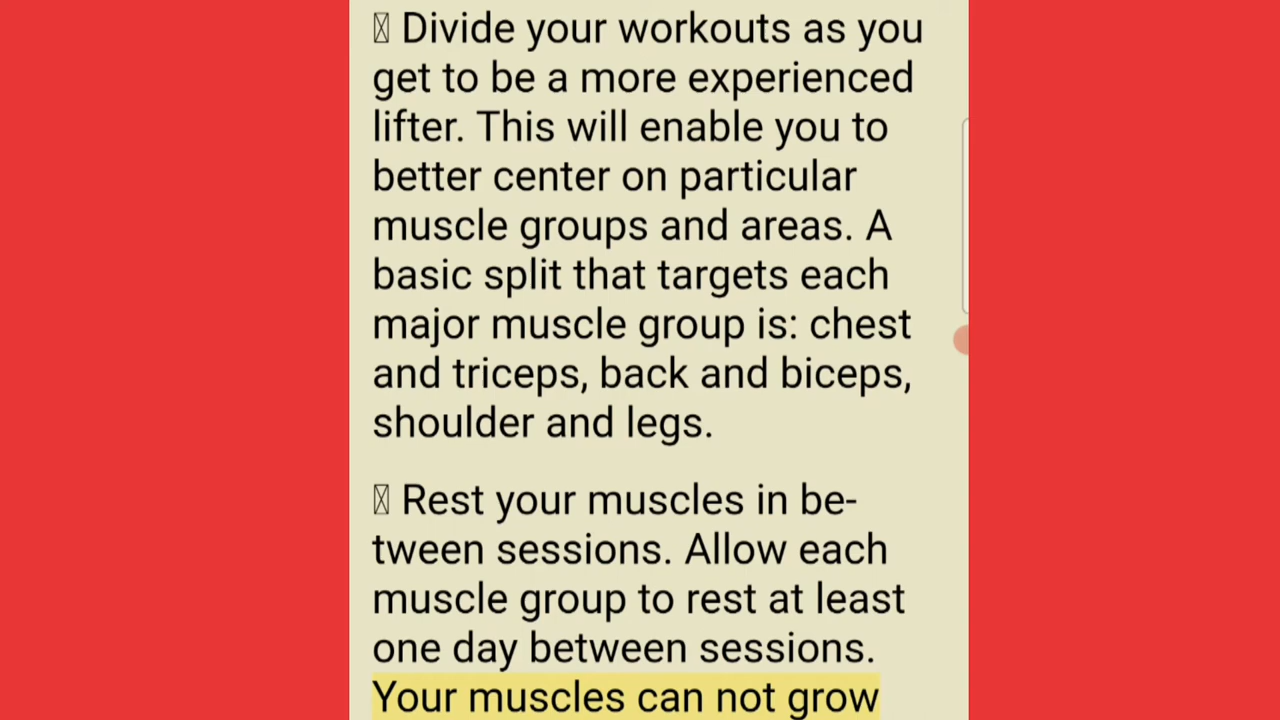 Divide your workouts as you
get to be a more experienced
lifter. This will enable you to
better center on particular
muscle groups and areas. A
basic split that targets each
major muscle group is: chest
and triceps, back and biceps,
shoulder and legs.
Rest your muscles in be-
tween sessions. Allow each
muscle group to rest at least
one day between sessions.
Your muscles can not grow